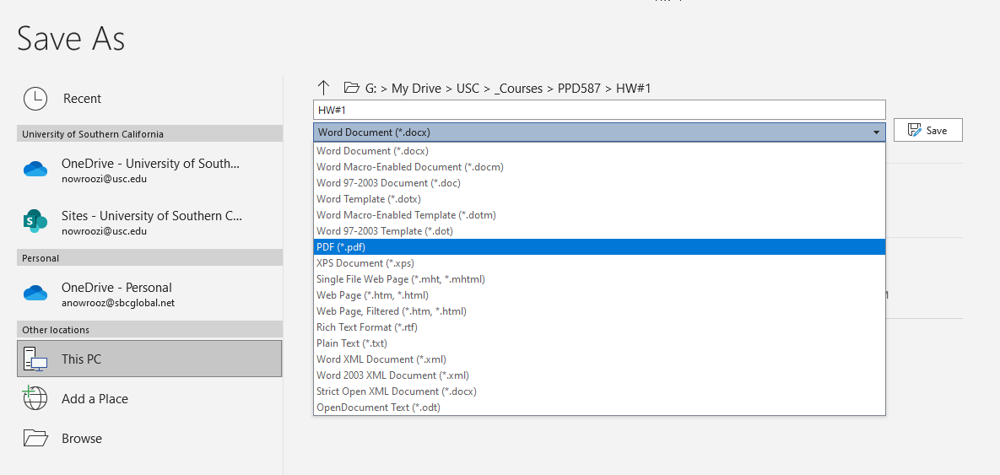 Save As
Recent
University of Southern California
OneDrive - University of South...
nowroozi@usc.edu
Sites - University of Southern C...
nowroozi@usc.edu
Personal
OneDrive - Personal
anowrooz@sbcglobal.net
Other locations
This PC
Add a Place
Browse
G: > My Drive > USC > _Courses > PPD587 > HW#1
HW#1
Word Document (*.docx)
Save
Word Document (*.docx)
Word Macro-Enabled Document (*.docm)
Word 97-2003 Document (*.doc)
Word Template (*.dotx)
Word Macro-Enabled Template (*.dotm)
Word 97-2003 Template (*.dot)
PDF (*.pdf)
XPS Document (*.xps)
Single File Web Page (*.mht, *.mhtml)
Web Page (*.htm, *.html)
Web Page, Filtered (*.htm, *.html)
Rich Text Format (*.rtf)
Plain Text (*.txt)
Word XML Document (*.xml)
Word 2003 XML Document (*.xml)
Strict Open XML Document (*.docx)
OpenDocument Text (*.odt)